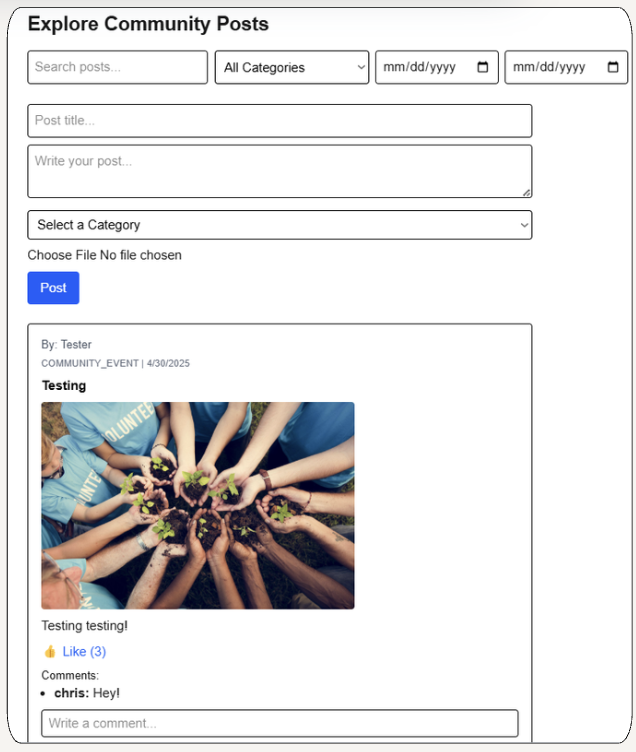 Explore Community Posts
Search posts... All Categories mm/dd/yyyy mm/dd/yyyy
Post title...
Write your post...
Select a Category
Choose File No file chosen
Post
By: Tester
COMMUNITY_EVENT | 4/30/2025
Testing
VOLUNTEE
UNTE
Testing testing!
👍 Like (3)
Comments:
• chris: Hey!
Write a comment...